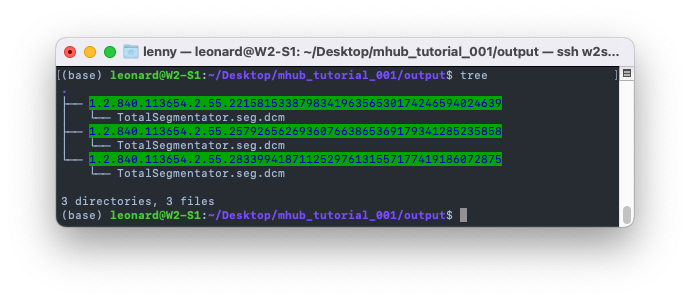 lenny — leonard@W2-S1: ~/Desktop/mhub_tutorial_001/output — ssh w2s...
[(base) leonard@W2-S1:~/Desktop/mhub_tutorial_001/output$ tree ]
.
├── 1.2.840.113654.2.55.22158153387983419635653017424659402 4639
│   └── TotalSegmentator.seg.dcm
├── 1.2.840.113654.2.55.257926562693607663865369179341285235858
│   └── TotalSegmentator.seg.dcm
└── 1.2.840.113654.2.55.283399418711252976131557177419186072875
    └── TotalSegmentator.seg.dcm
3 directories, 3 files
(base) leonard@W2-S1:~/Desktop/mhub_tutorial_001/output$